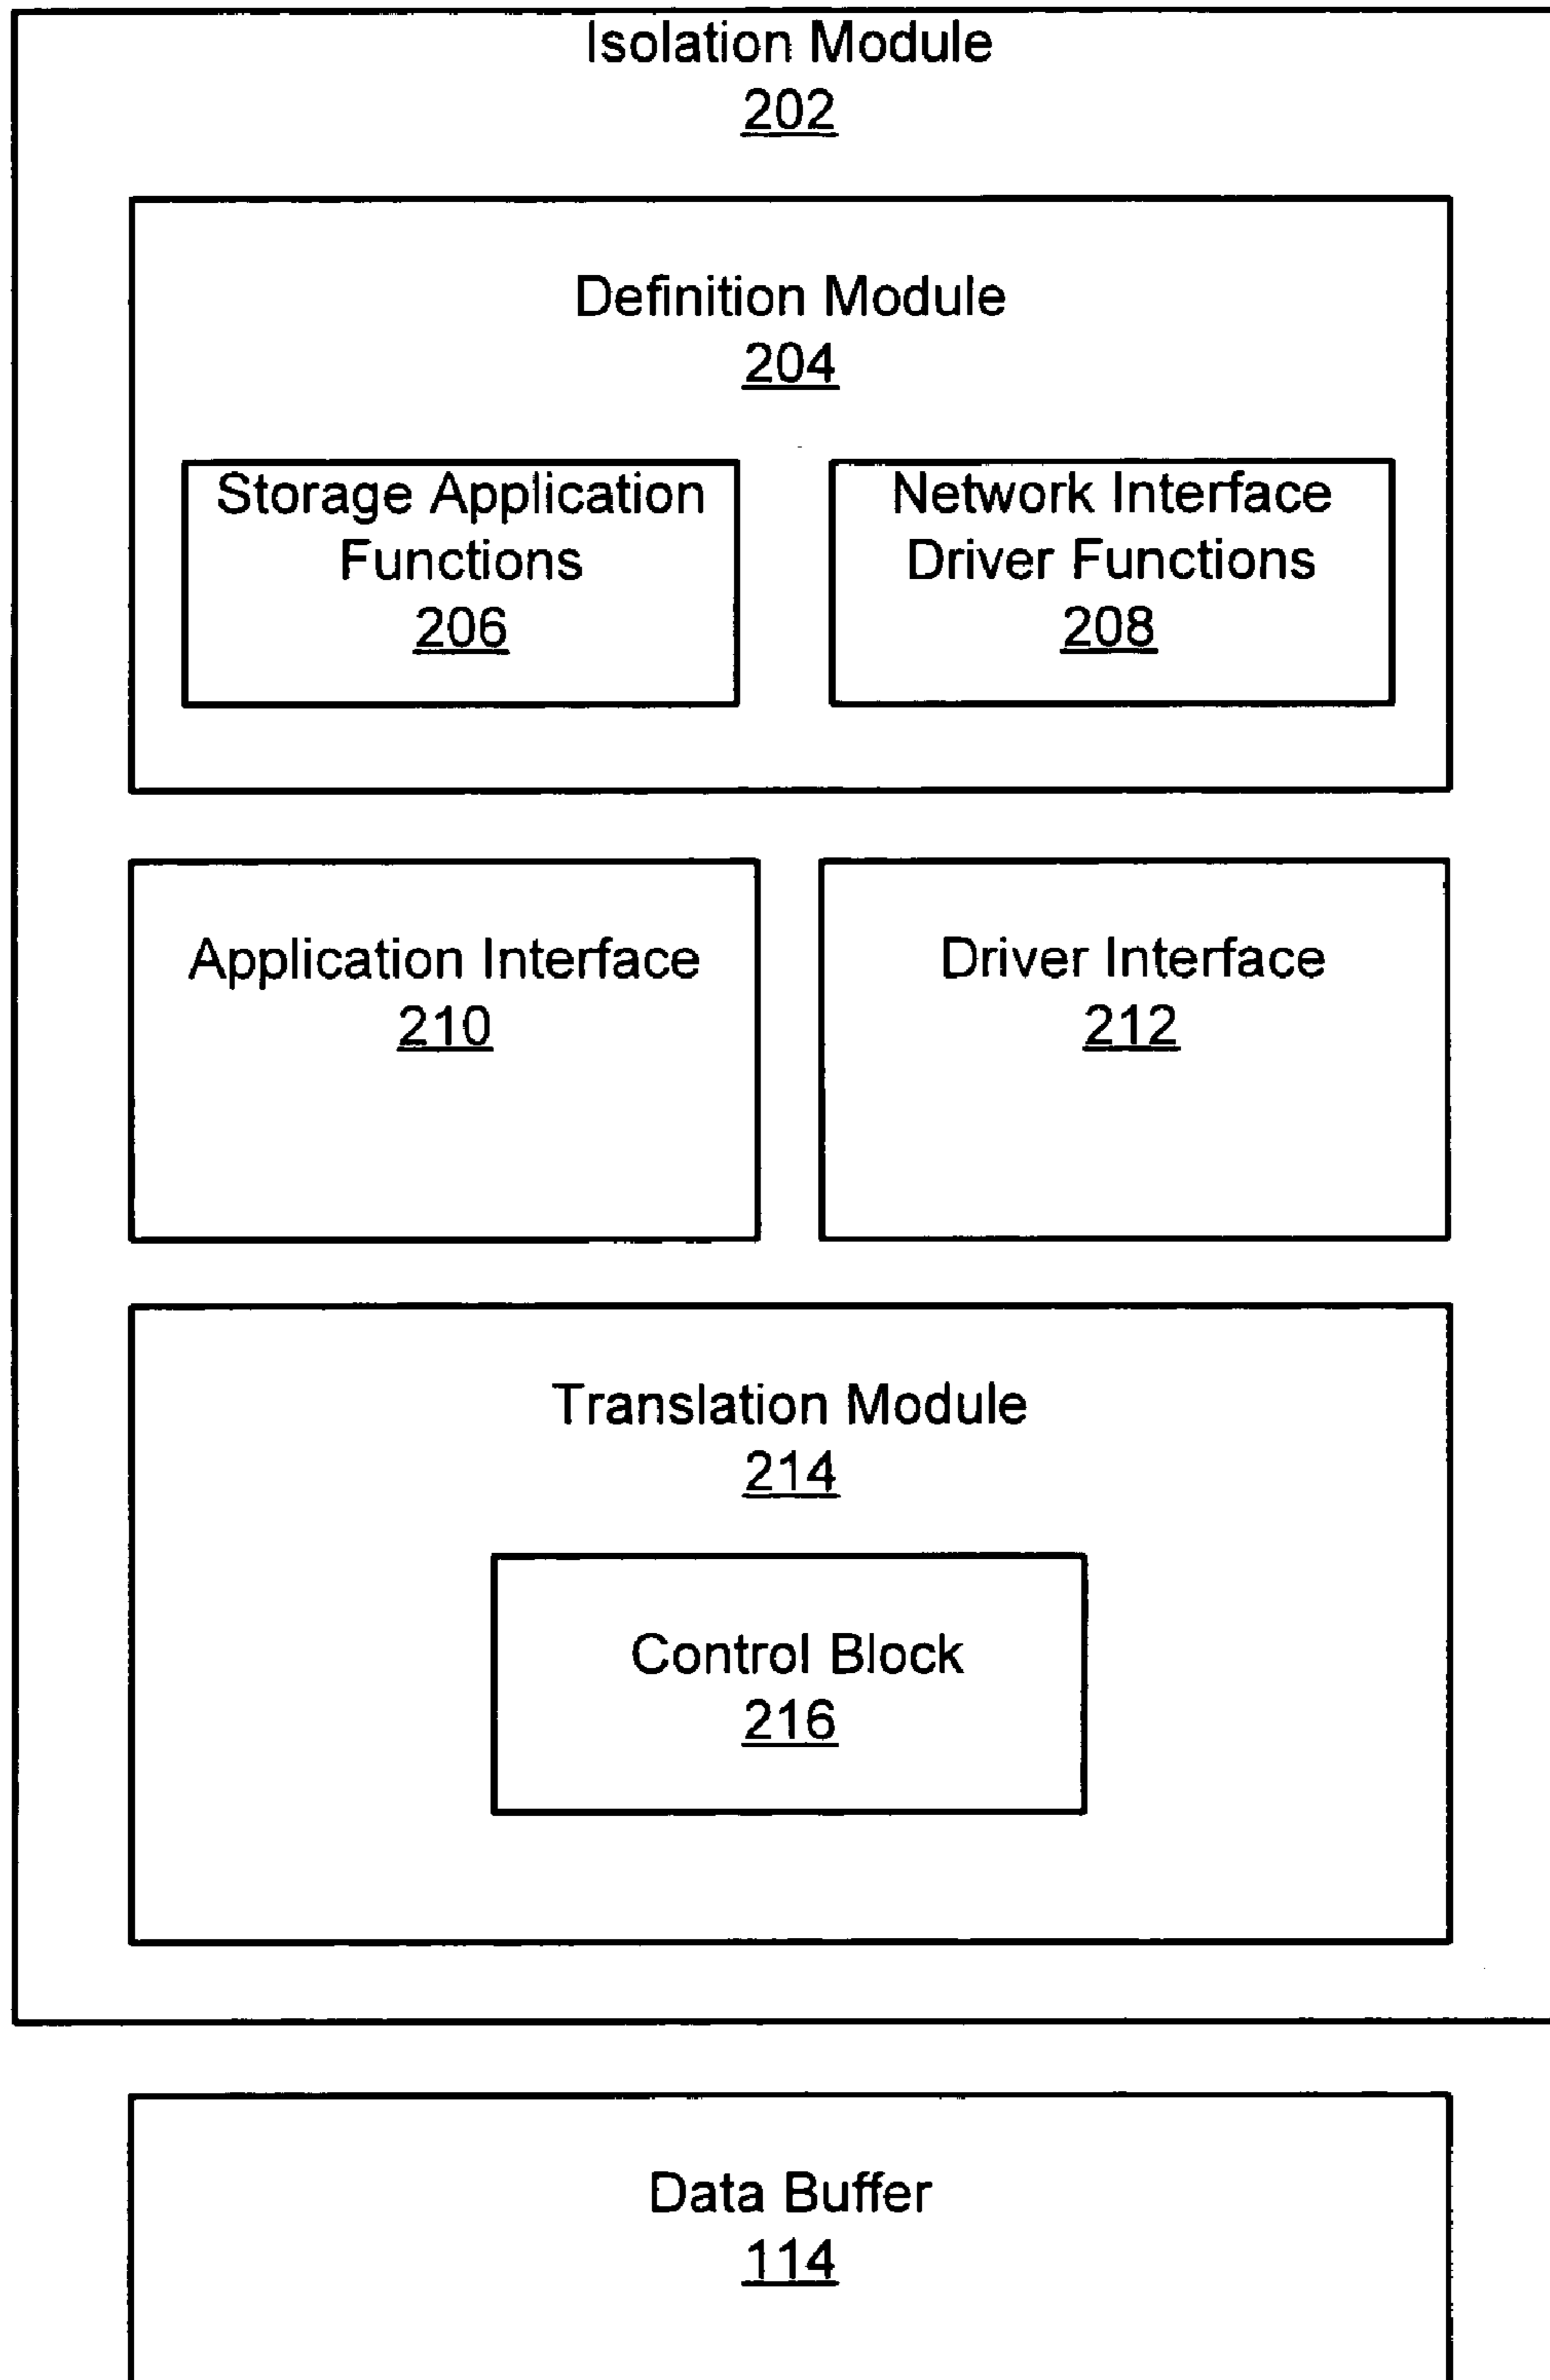 Isolation Module
202
Definition Module
204
Storage Application
Functions
206
Network Interface
Driver Functions
208
Application Interface
210
Driver Interface
212
Translation Module
214
Control Block
216
Data Buffer
114